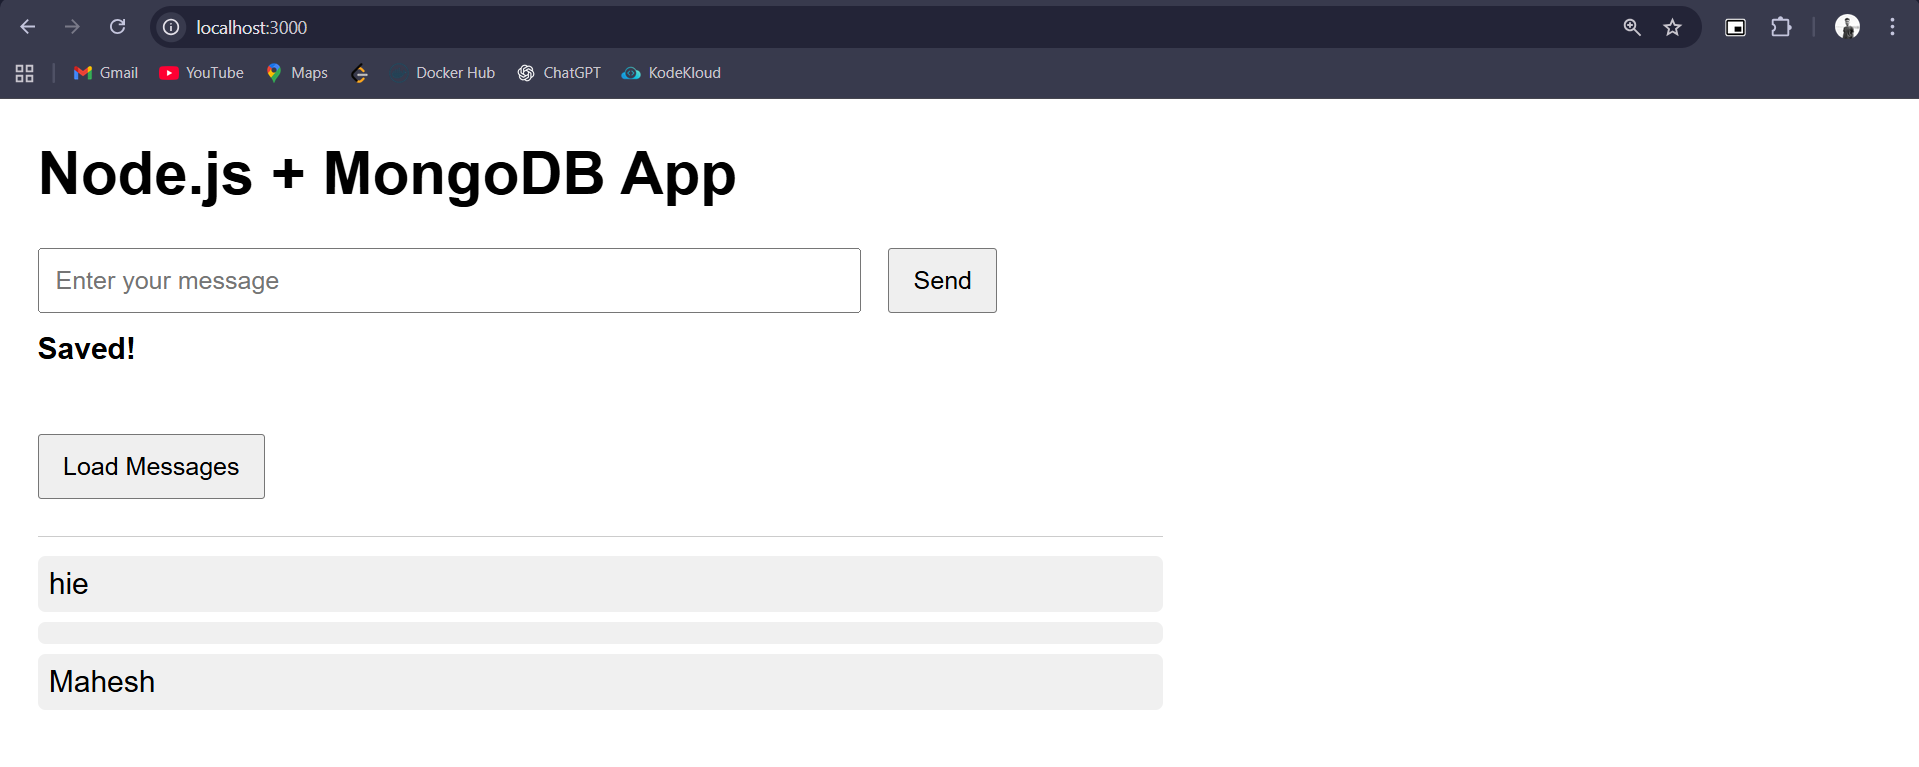 localhost:3000
Gmail YouTube Maps Docker Hub ChatGPT KodeKloud
Node.js + MongoDB App
Enter your message Send
Saved!
Load Messages
hie
Mahesh